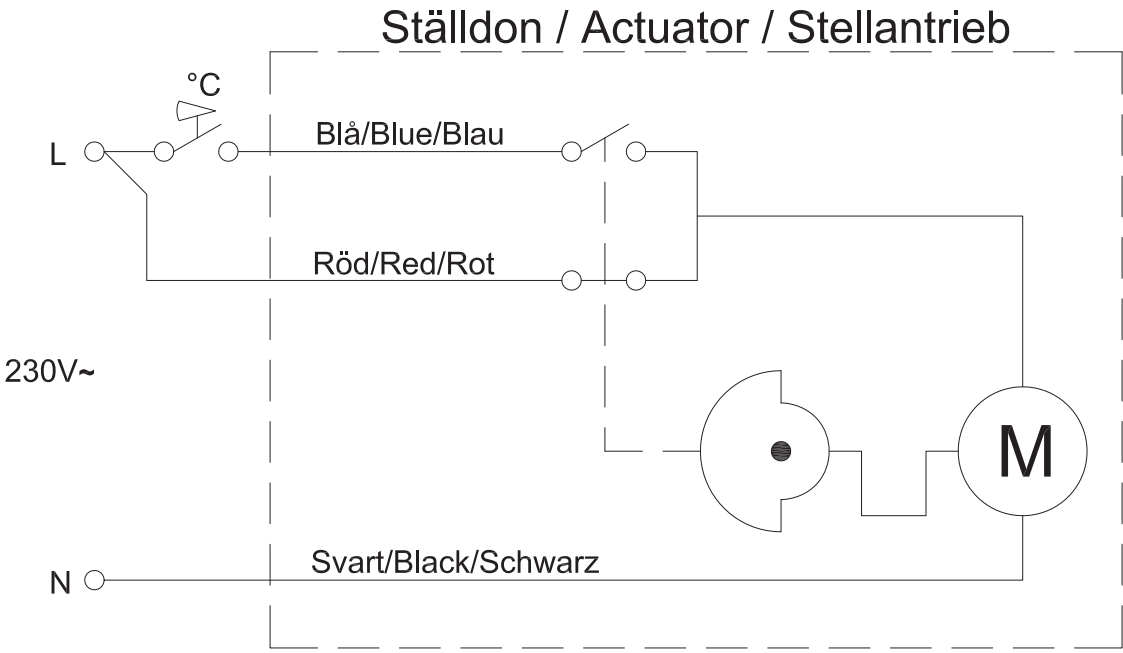 Ställdon / Actuator / Stellantrieb
°C
L
Blå/Blue/Blau
Röd/Red/Rot
230V~
M
N
Svart/Black/Schwarz